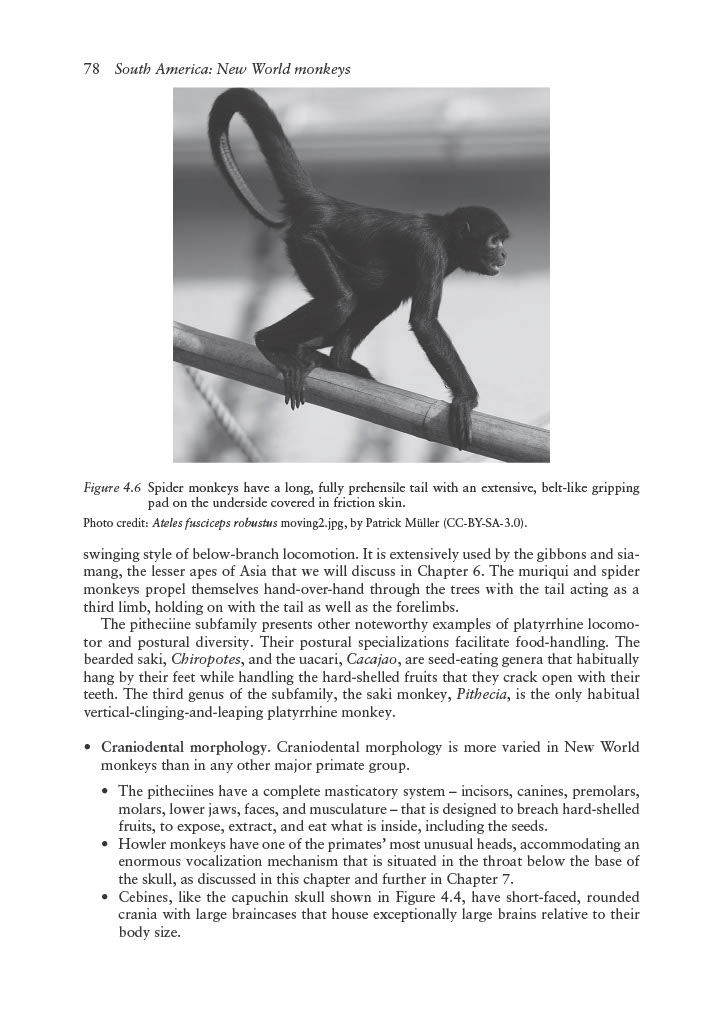 78 South America: New World monkeys
Figure 4.6 Spider monkeys have a long, fully prehensile tail with an extensive, belt-like gripping
pad on the underside covered in friction skin.
Photo credit: Ateles fusciceps robustus moving2.jpg, by Patrick Müller (CC-BY-SA-3.0).
swinging style of below-branch locomotion. It is extensively used by the gibbons and sia-
mang, the lesser apes of Asia that we will discuss in Chapter 6. The muriqui and spider
monkeys propel themselves hand-over-hand through the trees with the tail acting as a
third limb, holding on with the tail as well as the forelimbs.
The pitheciine subfamily presents other noteworthy examples of platyrrhine locomo-
tor and postural diversity. Their postural specializations facilitate food-handling. The
bearded saki, Chiropotes, and the uacari, Cacajao, are seed-eating genera that habitually
hang by their feet while handling the hard-shelled fruits that they crack open with their
teeth. The third genus of the subfamily, the saki monkey, Pithecia, is the only habitual
vertical-clinging-and-leaping platyrrhine monkey.
• Craniodental morphology. Craniodental morphology is more varied in New World
monkeys than in any other major primate group.
• The pitheciines have a complete masticatory system – incisors, canines, premolars,
molars, lower jaws, faces, and musculature – that is designed to breach hard-shelled
fruits, to expose, extract, and eat what is inside, including the seeds.
• Howler monkeys have one of the primates' most unusual heads, accommodating an
enormous vocalization mechanism that is situated in the throat below the base of
the skull, as discussed in this chapter and further in Chapter 7.
• Cebines, like the capuchin skull shown in Figure 4.4, have short-faced, rounded
crania with large braincases that house exceptionally large brains relative to their
body size.